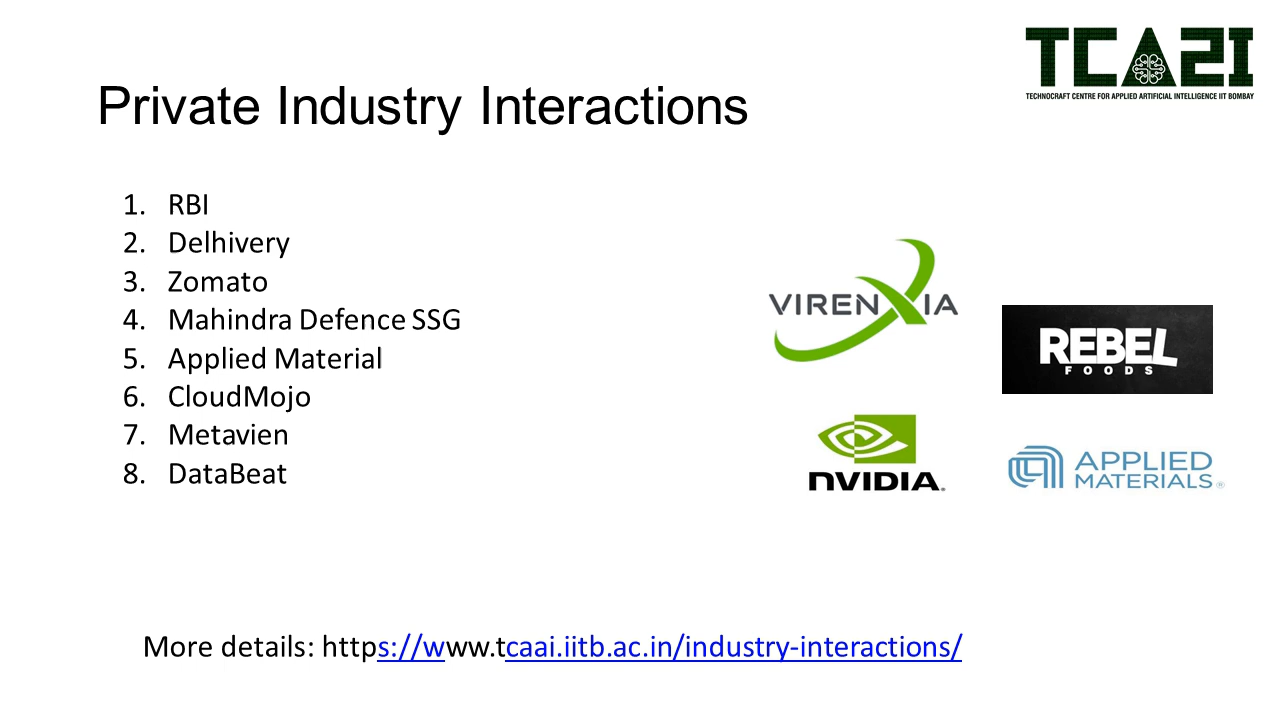 TCA2I
TECHNOCRAFT CENTRE FOR APPLIED ARTIFICIAL INTELLIGENCE IIT BOMBAY
Private Industry Interactions
1. RBI
2. Delhivery
3. Zomato
4. Mahindra Defence SSG
5. Applied Material
6. CloudMojo
7. Metavien
8. DataBeat
VIRENXIA
REBEL
FOODS
NVIDIA.
APPLIED
MATERIALS®
More details: https://www.tcaai.iitb.ac.in/industry-interactions/